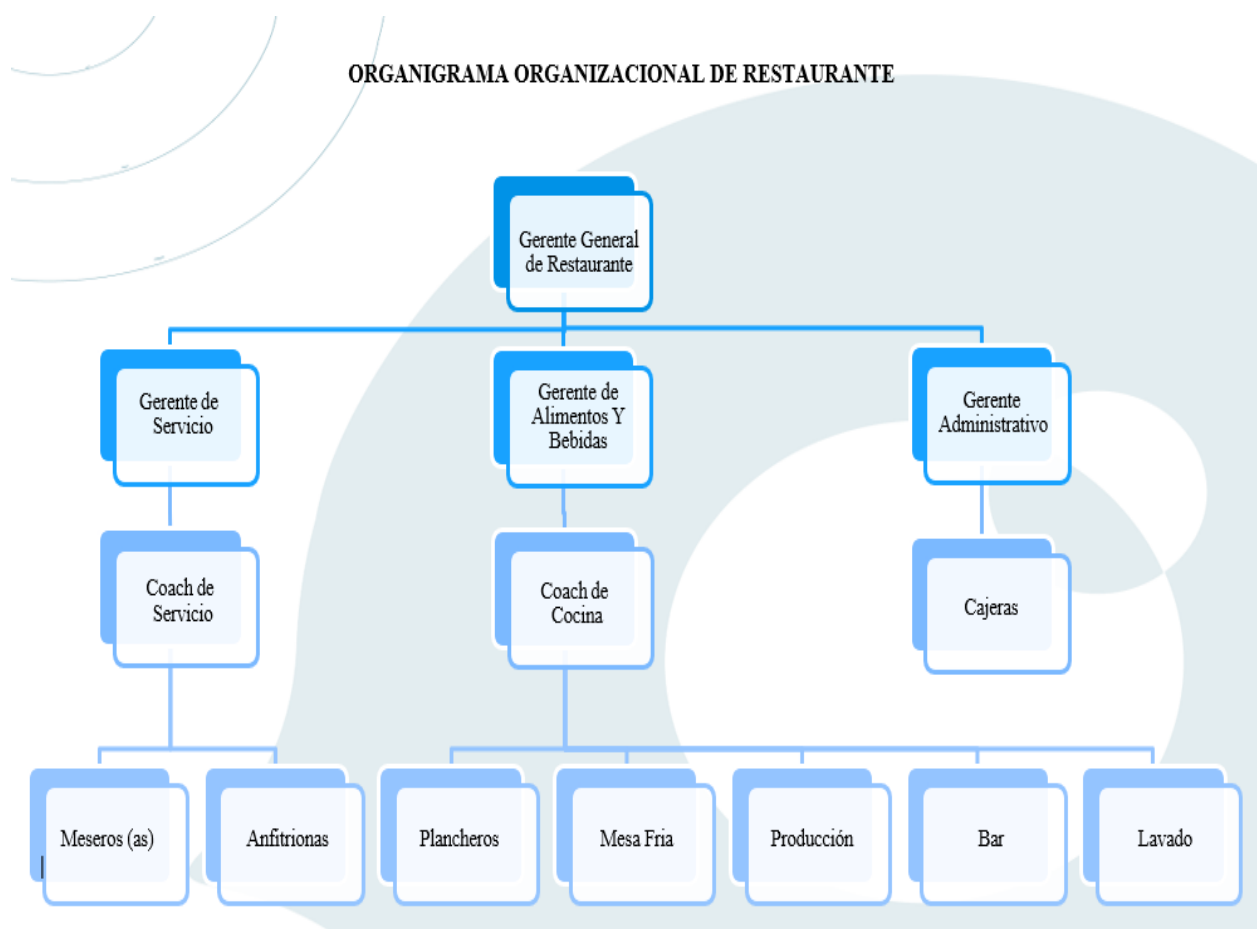 ORGANIGRAMA ORGANIZACIONAL DE RESTAURANTE
Gerente General
de Restaurante
Gerente de
Servicio
Gerente de
Alimentos Y
Bebidas
Gerente
Administrativo
Coach de
Servicio
Coach de
Cocina
Cajeras
Meseros (as)
Anfitrionas
Plancheros
Mesa Fria
Producción
Bar
Lavado